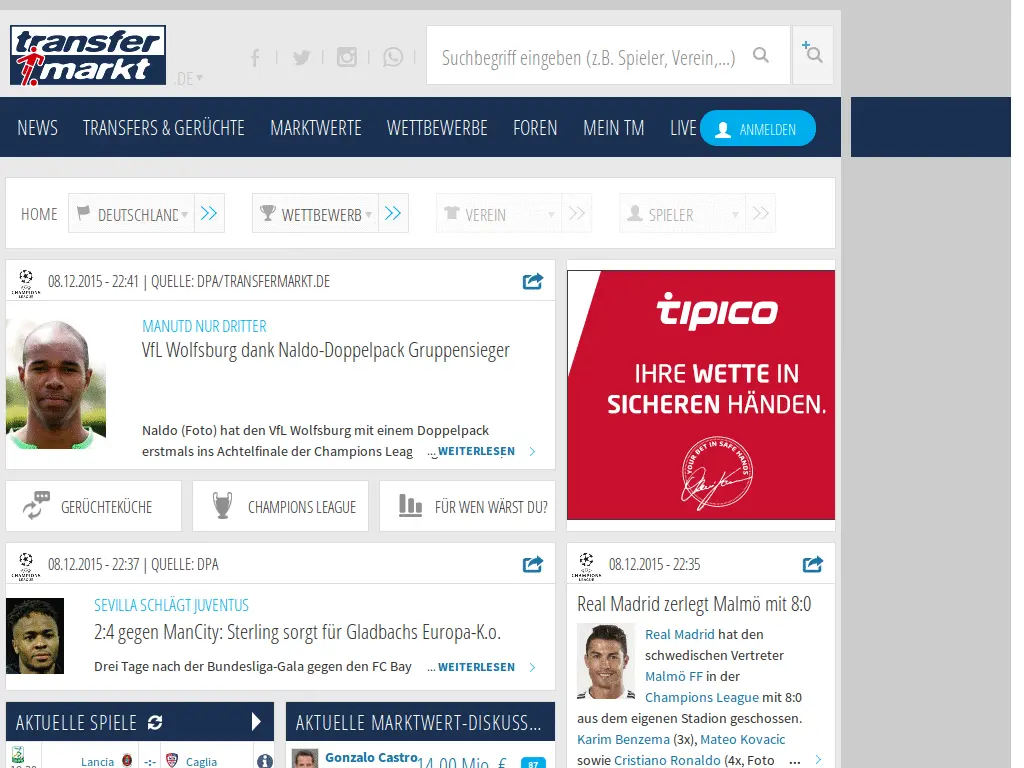 transfer
markt
.DE
Suchbegriff eingeben (z.B. Spieler, Verein,...)
NEWS TRANSFERS & GERÜCHTE MARKTWERTE WETTBEWERBE FOREN MEIN TM LIVE ANMELDEN
HOME DEUTSCHLAND WETTBEWERB VEREIN SPIELER
CHAMPIONS LEAGUE 08.12.2015 - 22:41 | QUELLE: DPA/TRANSFERMARKT.DE
MANUTD NUR DRITTER
VfL Wolfsburg dank Naldo-Doppelpack Gruppensieger
Naldo (Foto) hat den VfL Wolfsburg mit einem Doppelpack
erstmals ins Achtelfinale der Champions Leag ...WEITERLESEN
tipico
IHRE WETTE IN
SICHEREN HÄNDEN.
YOUR BET IN SAFE HANDS
GERÜCHTEKÜCHE CHAMPIONS LEAGUE FÜR WEN WÄRST DU?
CHAMPIONS LEAGUE 08.12.2015 - 22:37 | QUELLE: DPA
SEVILLA SCHLÄGT JUVENTUS
2:4 gegen ManCity: Sterling sorgt für Gladbachs Europa-K.o.
Drei Tage nach der Bundesliga-Gala gegen den FC Bay ...WEITERLESEN
CHAMPIONS LEAGUE 08.12.2015 - 22:35
Real Madrid zerlegt Malmö mit 8:0
Real Madrid hat den
schwedischen Vertreter
Malmö FF in der
Champions League mit 8:0
aus dem eigenen Stadion geschossen.
Karim Benzema (3x), Mateo Kovacic
sowie Cristiano Ronaldo (4x, Foto ...
AKTUELLE SPIELE
Lancia -:- Caglia
AKTUELLE MARKTWERT-DISKUSS...
Gonzalo Castro 14,00 Mio. € 87